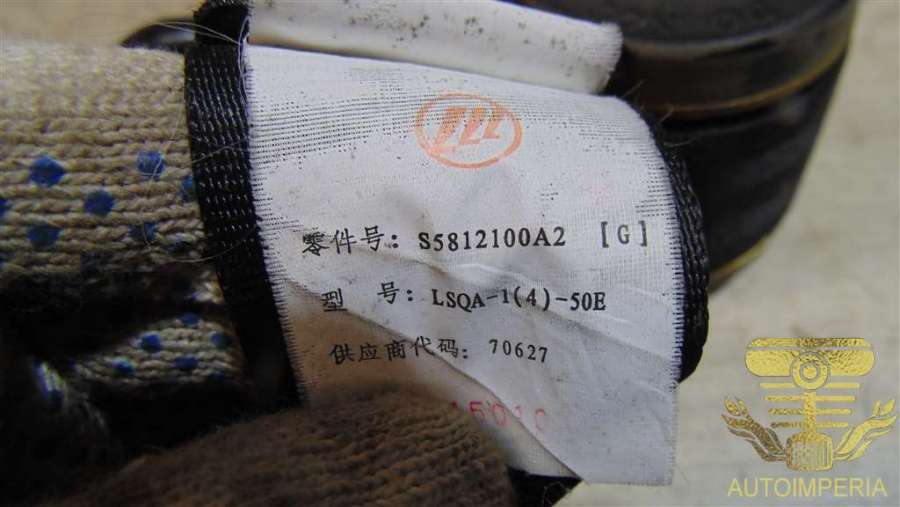 零件号: S5812100A2 [G]
型 号: LSQA-1(4)-50E
供应商代码: 70627
AUTOIMPERIA